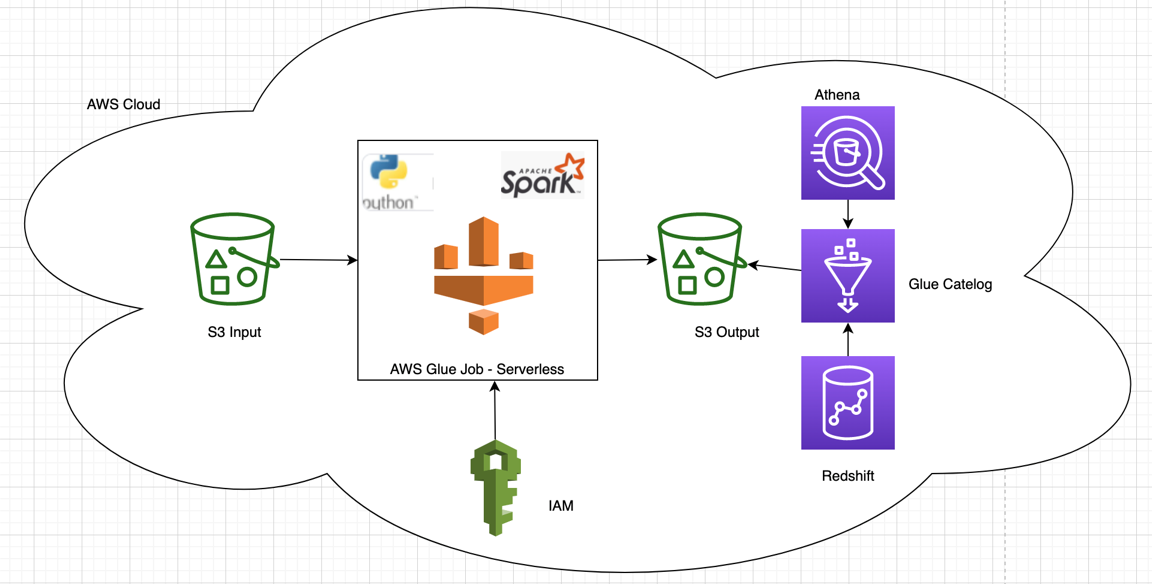 AWS Cloud
Athena
python
APACHE
Spark
Glue Catelog
S3 Input
S3 Output
AWS Glue Job - Serverless
Redshift
IAM